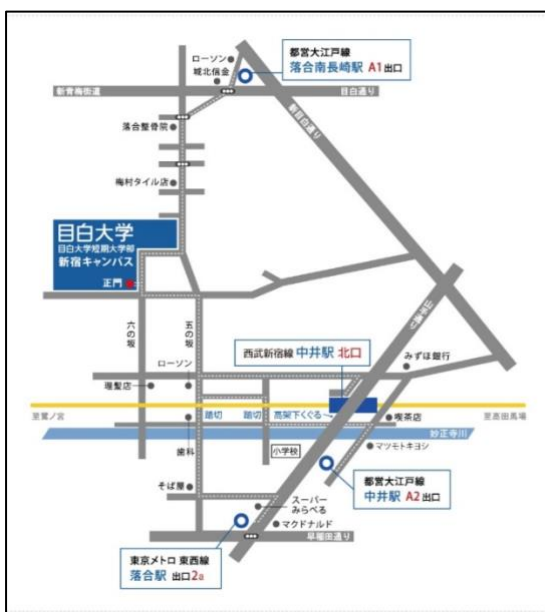 ローソン
城北信金
都営大江戸線
落合南長崎駅 A1出口
新青梅街道
目白通り
新目白通り
落合整骨院
梅村タイル店
目白大学
目白大学短期大学部
新宿キャンパス
正門
山手通り
六の坂
五の坂
西武新宿線 中井駅 北口
みずほ銀行
ローソン
理髪店
至鷺ノ宮
踏切
踏切
高架下くぐる
喫茶店
至高田馬場
妙正寺川
歯科
小学校
マツモトキヨシ
そば屋
都営大江戸線
中井駅 A2出口
スーパー
みらべる
マクドナルド
早稲田通り
東京メトロ 東西線
落合駅 出口2a